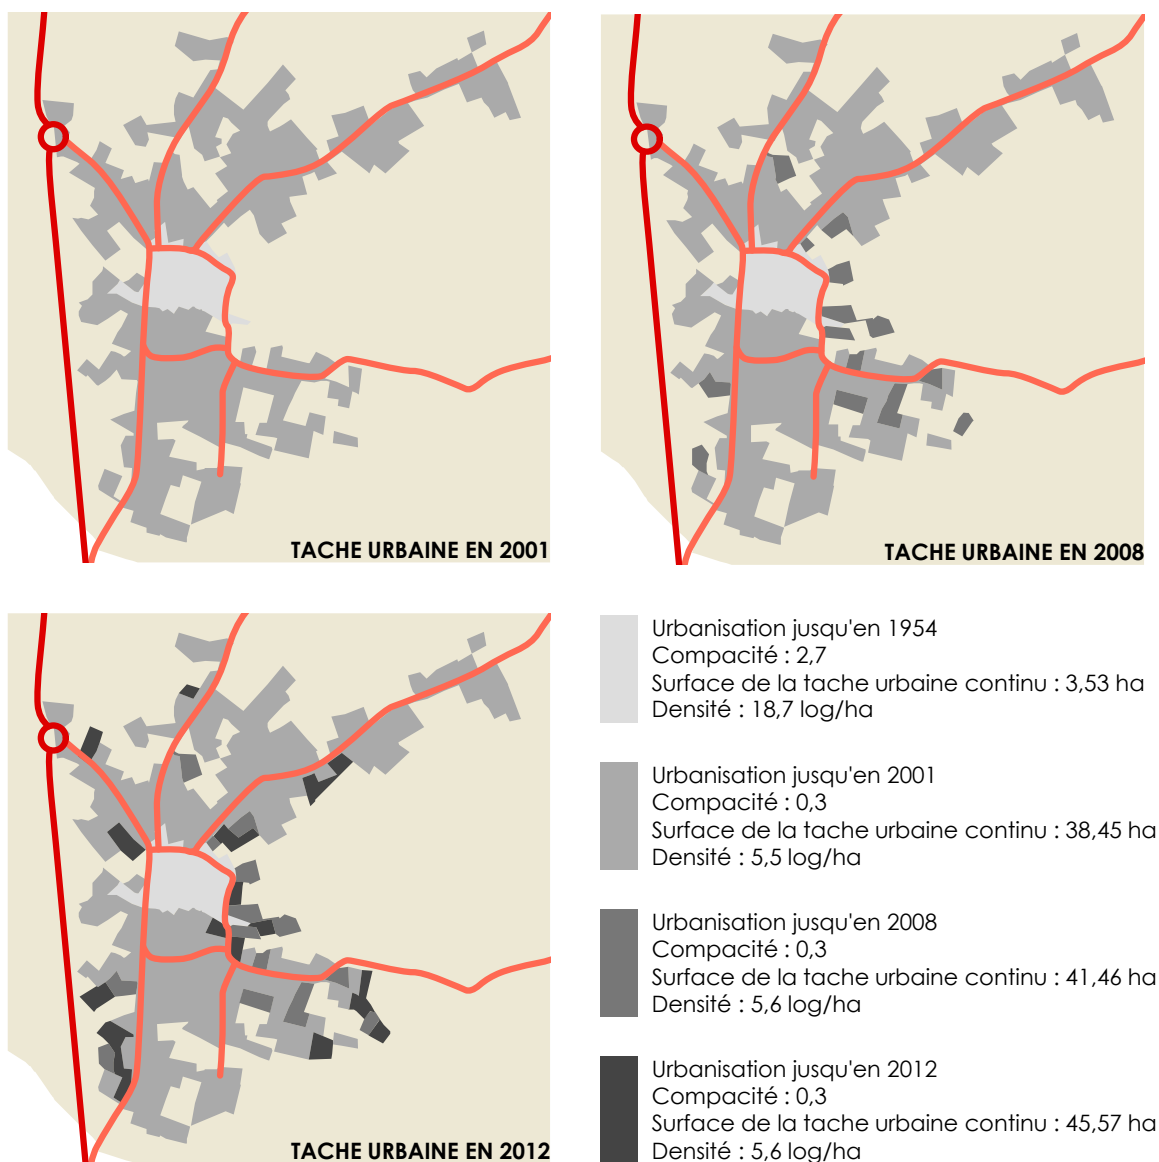 TACHE URBAINE EN 2001
TACHE URBAINE EN 2008
TACHE URBAINE EN 2012
Urbanisation jusqu'en 1954
Compacité : 2,7
Surface de la tache urbaine continu : 3,53 ha
Densité : 18,7 log/ha
Urbanisation jusqu'en 2001
Compacité : 0,3
Surface de la tache urbaine continu : 38,45 ha
Densité : 5,5 log/ha
Urbanisation jusqu'en 2008
Compacité : 0,3
Surface de la tache urbaine continu : 41,46 ha
Densité : 5,6 log/ha
Urbanisation jusqu'en 2012
Compacité : 0,3
Surface de la tache urbaine continu : 45,57 ha
Densité : 5,6 log/ha